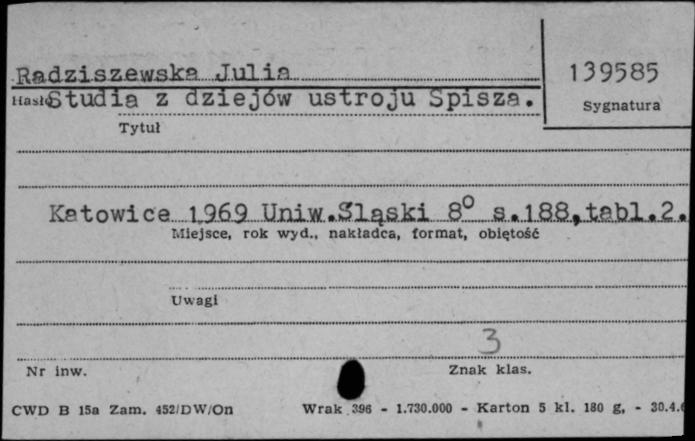 Radziszewska Julia
139585
Hasło Studia z dziejów ustroju Spisza.
Sygnatura
Tytuł
Katowice 1969 Uniw.Śląski 8° s.188,tabl.2.
Miejsce, rok wyd., nakładca, format, objętość
Uwagi
3
Nr inw.
Znak klas.
CWD B 15a Zam. 452/DW/On Wrak 396 - 1.730.000 - Karton 5 kl. 180 g, - 30.4.